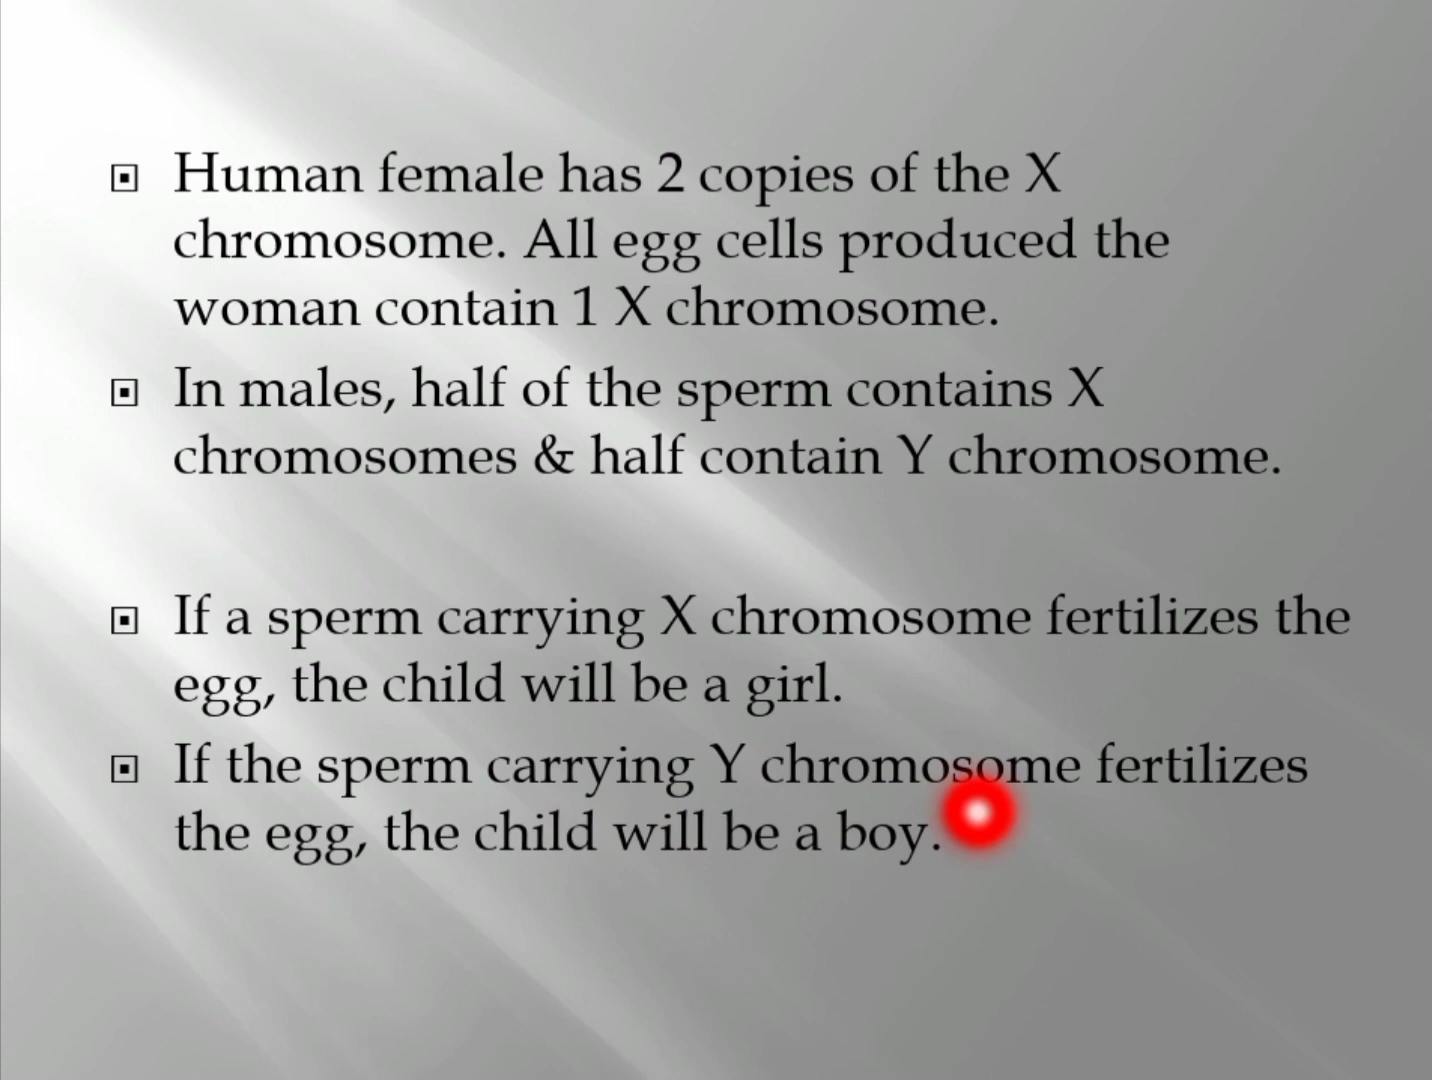 Human female has 2 copies of the X
chromosome. All egg cells produced the
woman contain 1 X chromosome.
In males, half of the sperm contains X
chromosomes & half contain Y chromosome.
If a sperm carrying X chromosome fertilizes the
egg, the child will be a girl.
If the sperm carrying Y chromosome fertilizes
the egg, the child will be a boy.